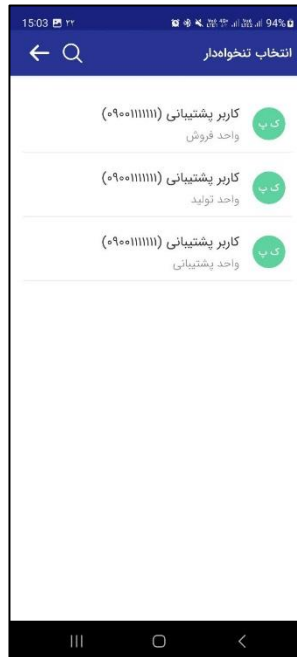 15:03 ۲۲ 94%
انتخاب تنخواه‌دار
کاربر پشتیبانی (۰۹۰۰۱۱۱۱۱۱۱)
واحد فروش
ک پ
کاربر پشتیبانی (۰۹۰۰۱۱۱۱۱۱۱)
واحد تولید
ک پ
کاربر پشتیبانی (۰۹۰۰۱۱۱۱۱۱۱)
واحد پشتیبانی
ک پ